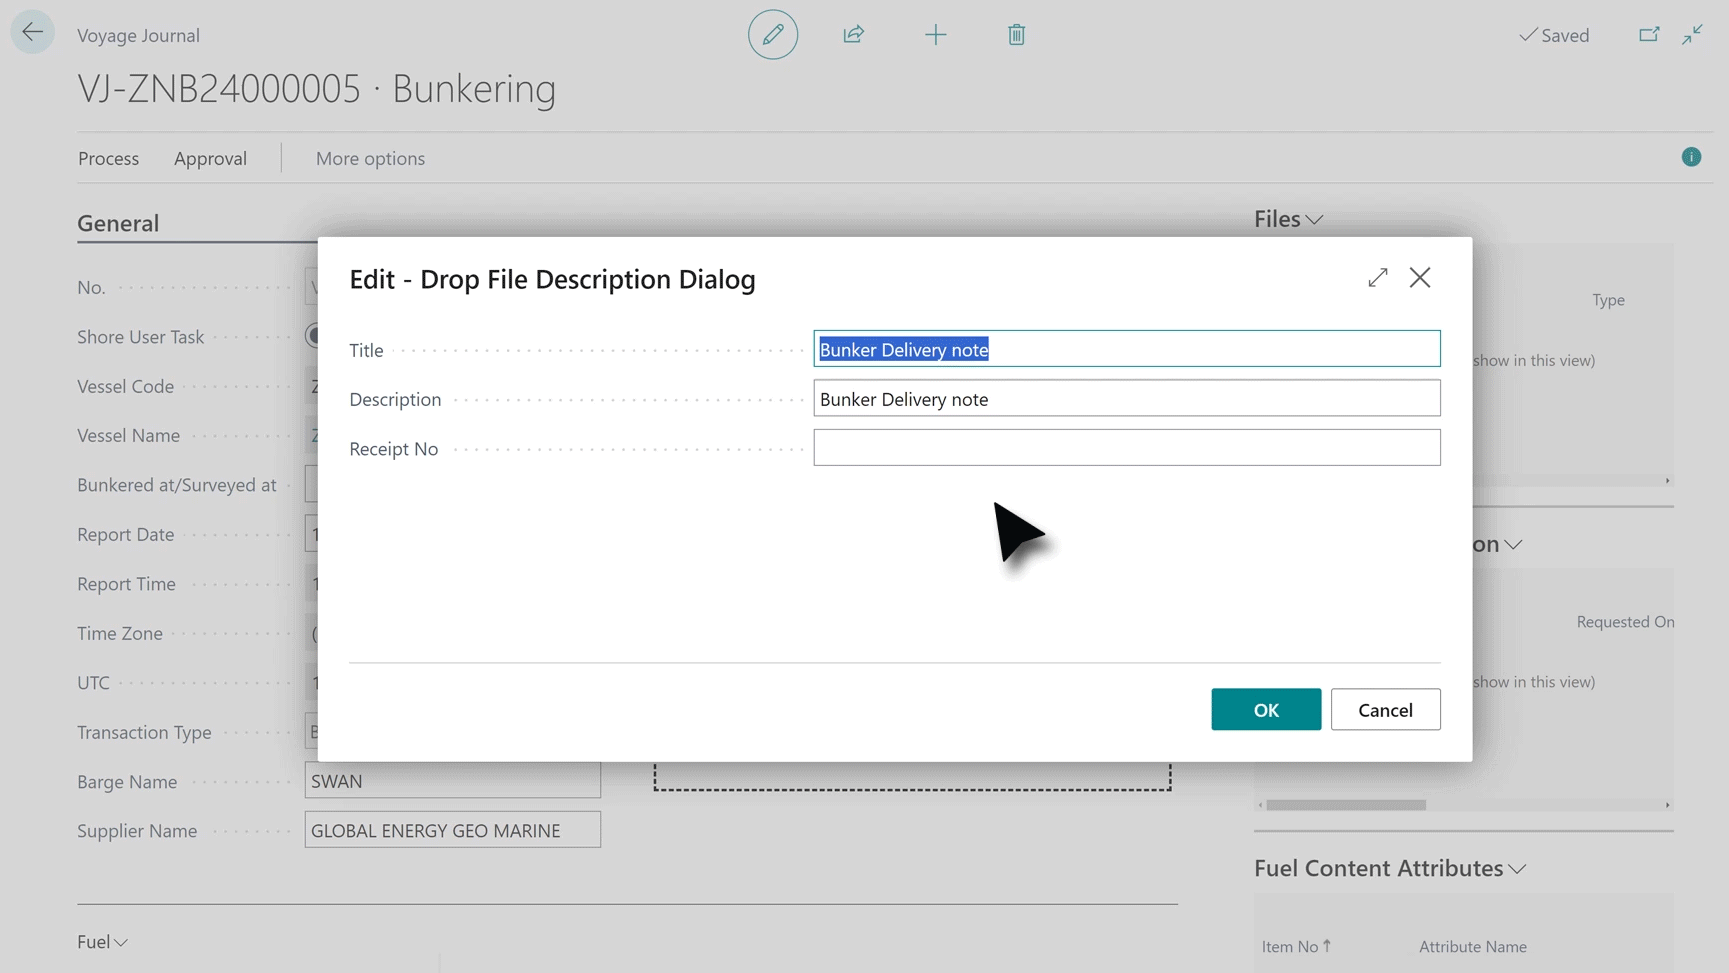 Voyage Journal
Saved
VJ-ZNB24000005 · Bunkering
Process
Approval
More options
General
Files
No.
Shore User Task
Vessel Code
Vessel Name
Bunkered at/Surveyed at
Report Date
Report Time
Time Zone
UTC
Transaction Type
Barge Name
SWAN
Supplier Name
GLOBAL ENERGY GEO MARINE
Fuel
Edit - Drop File Description Dialog
Title
Bunker Delivery note
Description
Bunker Delivery note
Receipt No
OK
Cancel
Type
show in this view)
on
Requested On
show in this view)
Fuel Content Attributes
Item No ↑
Attribute Name